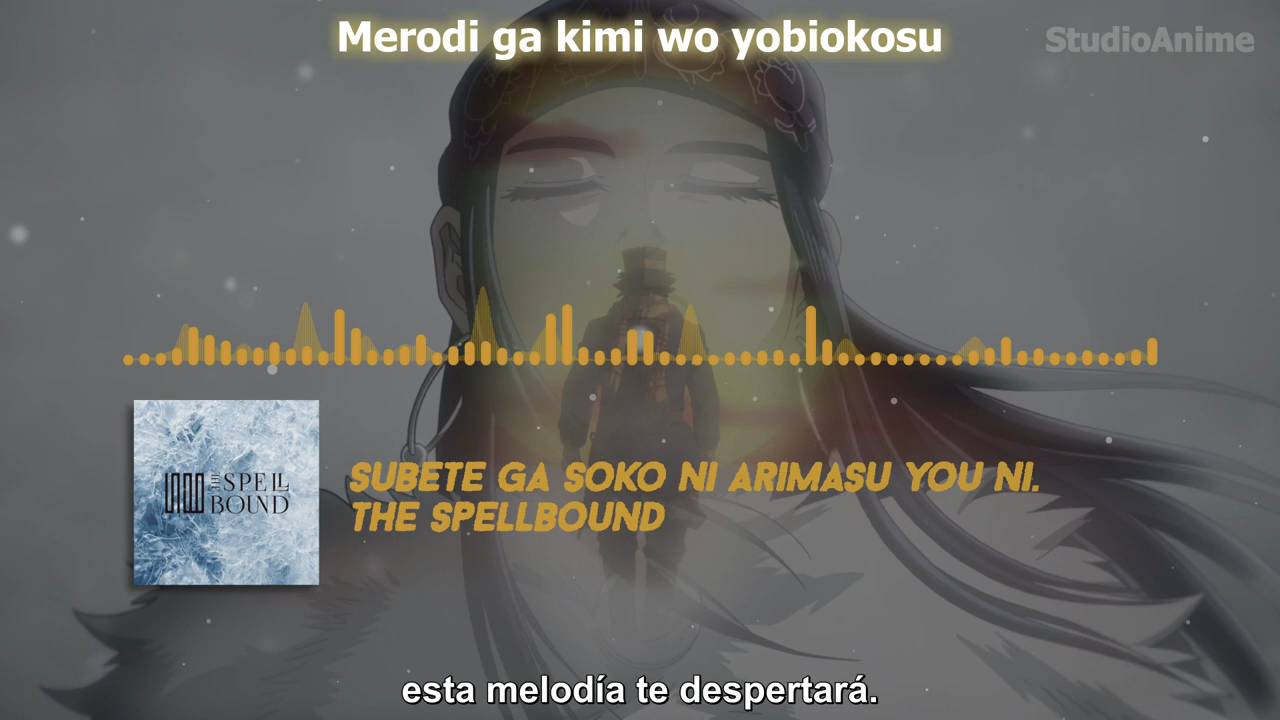 Merodi ga kimi wo yobiokosu
StudioAnime
THE SPELL
BOUND
SUBETE GA SOKO NI ARIMASU YOU NI.
THE SPELLBOUND
esta melodía te despertará.